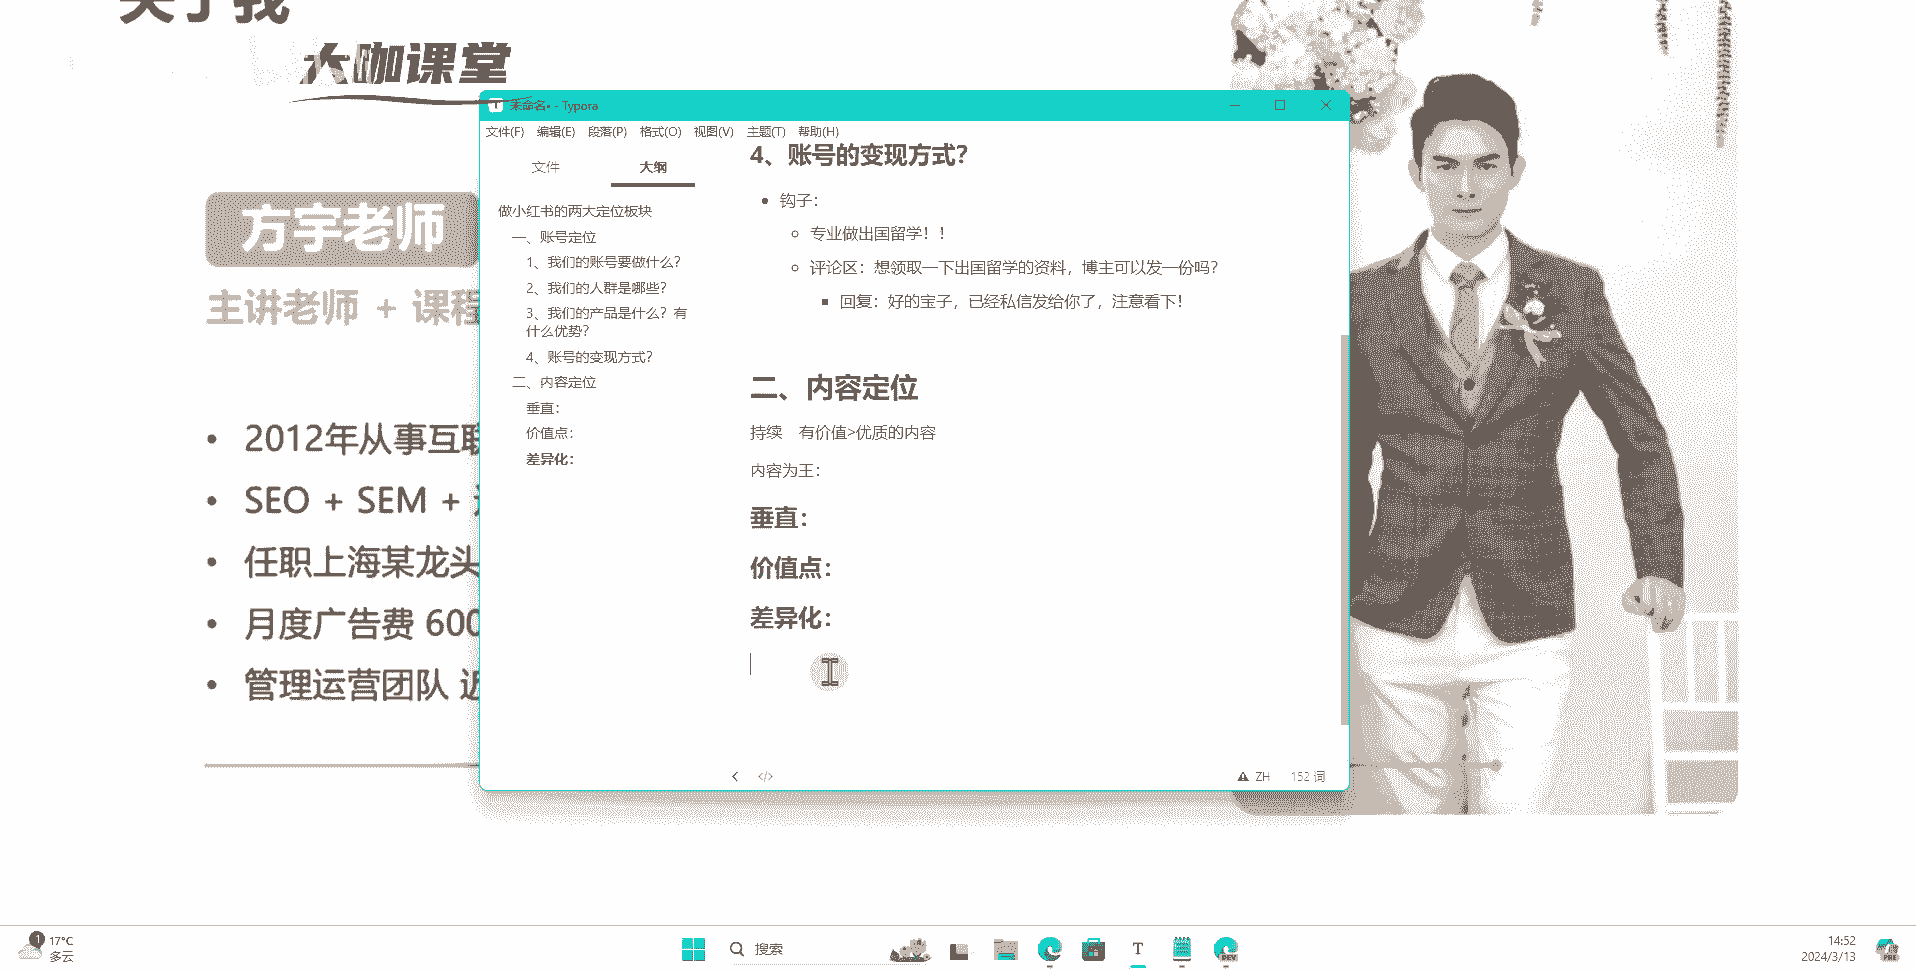 关于我
大咖课堂
方宇老师
主讲老师 + 课程
2012年从事互联
SEO + SEM +
任职上海某龙头
月度广告费 600
管理运营团队 近
未命名• - Typora
文件(F) 编辑(E) 段落(P) 格式(O) 视图(V) 主题(T) 帮助(H)
文件 大纲
做小红书的两大定位板块
一、账号定位
1、我们的账号要做什么？
2、我们的人群是哪些？
3、我们的产品是什么？有
什么优势？
4、账号的变现方式？
二、内容定位
垂直：
价值点：
差异化：
4、账号的变现方式？
钩子：
专业做出国留学！！
评论区：想领取一下出国留学的资料，博主可以发一份吗？
回复：好的宝子，已经私信发给你了，注意看下！
二、内容定位
持续 有价值>优质的内容
内容为王：
垂直：
价值点：
差异化：
</> ZH 152 词
1
17°C
多云
搜索
T
DEV
14:52
2024/3/13
PRE